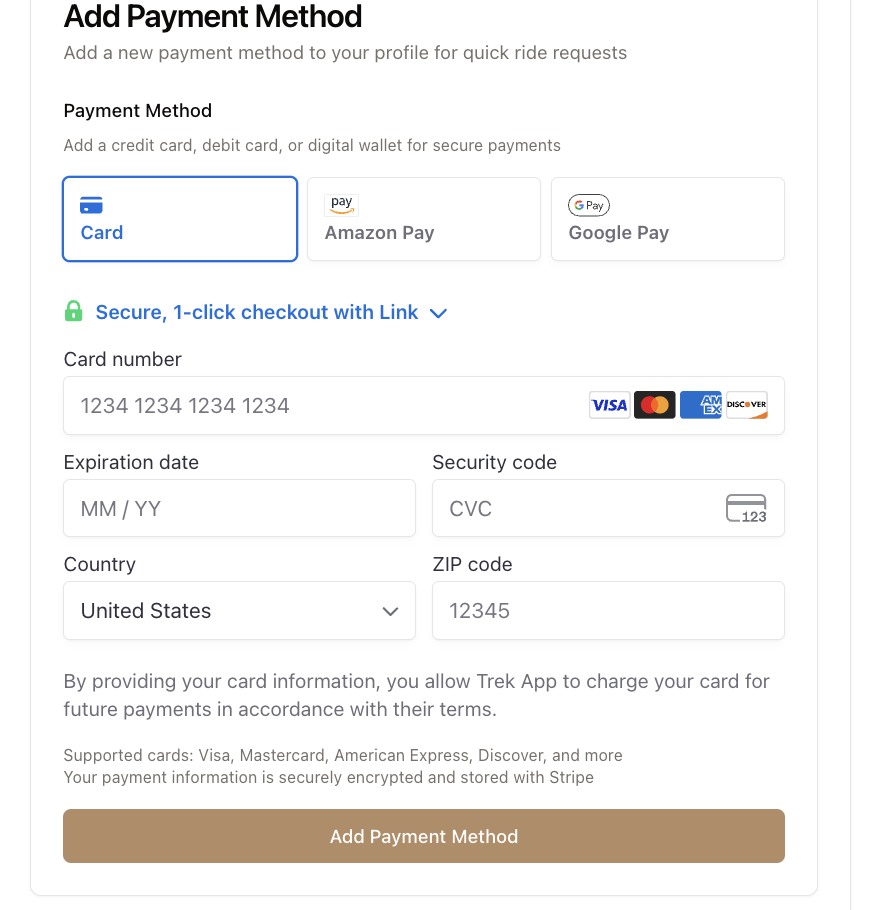 Add Payment Method
Add a new payment method to your profile for quick ride requests
Payment Method
Add a credit card, debit card, or digital wallet for secure payments
pay
Card
Amazon Pay
G Pay
Google Pay
Secure, 1-click checkout with Link
Card number
1234 1234 1234 1234
VISA
AM
EX
DISCOVER
Expiration date
Security code
MM / YY
CVC
123
Country
ZIP code
United States
12345
By providing your card information, you allow Trek App to charge your card for
future payments in accordance with their terms.
Supported cards: Visa, Mastercard, American Express, Discover, and more
Your payment information is securely encrypted and stored with Stripe
Add Payment Method